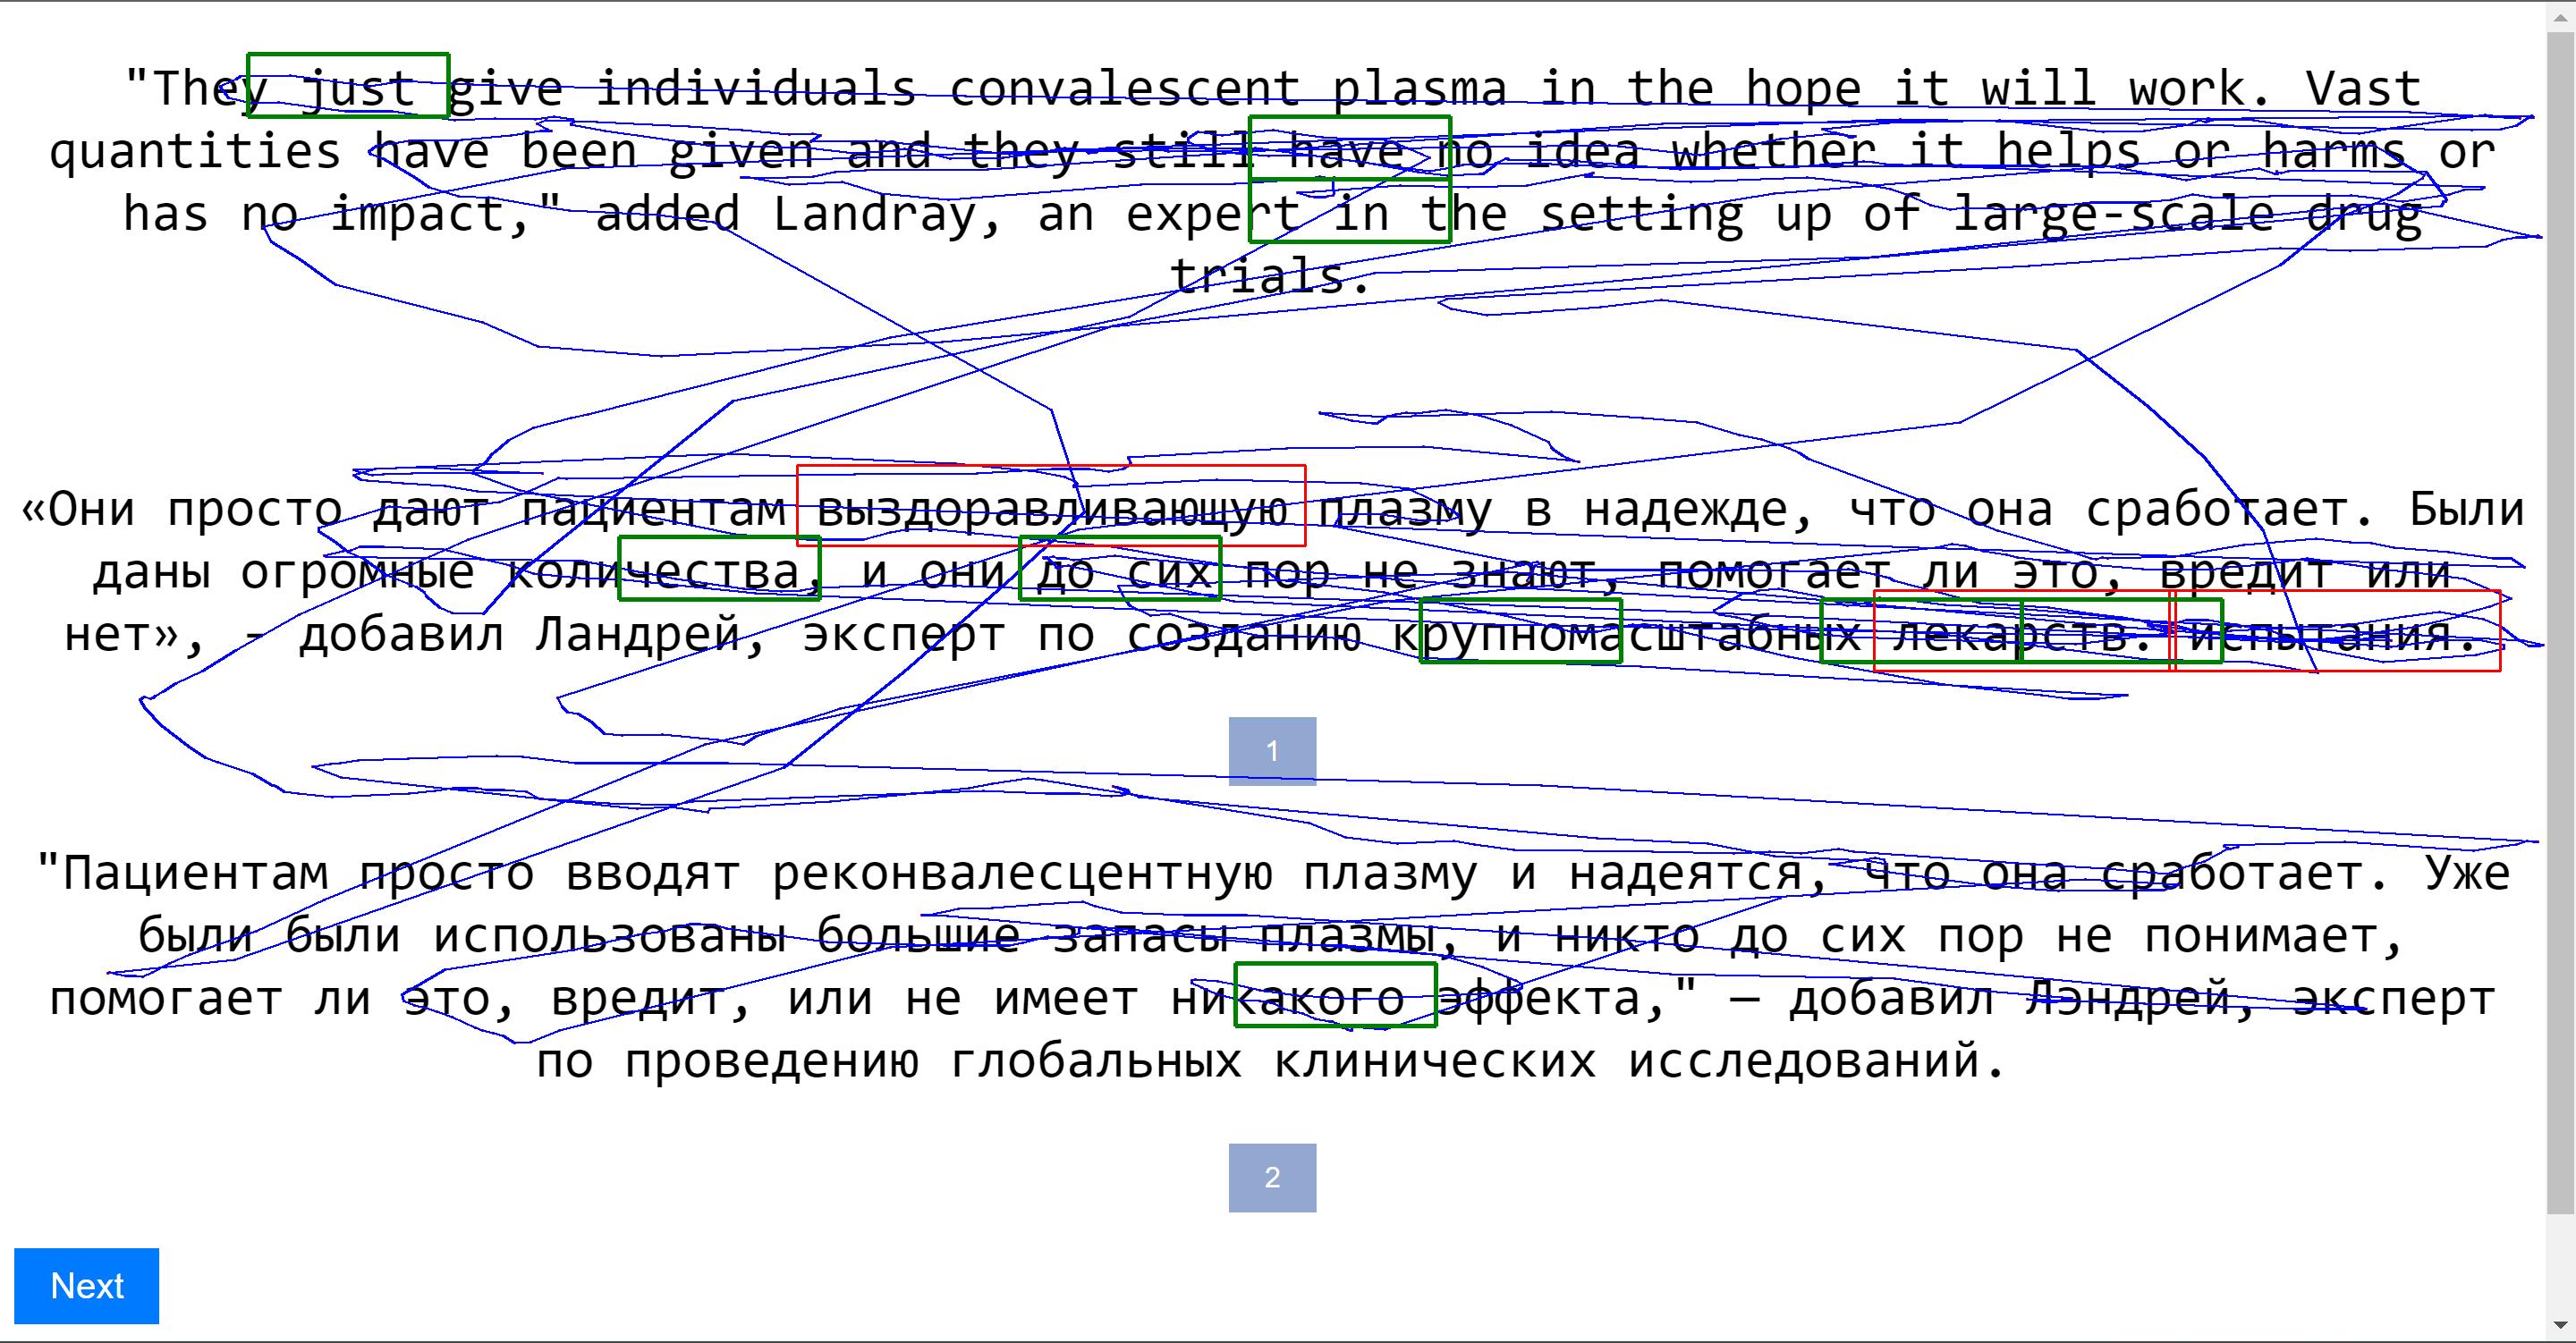 "They just give individuals convalescent plasma in the hope it will work. Vast
quantities have been given and they still have no idea whether it helps or harms or
has no impact," added Landray, an expert in the setting up of large-scale drug
trials.
«Они просто дают пациентам выздоравливающую плазму в надежде, что она сработает. Были
даны огромные количества, и они до сих пор не знают, помогает ли это, вредит или
нет», - добавил Ландрей, эксперт по созданию крупномасштабных лекарств. испытания.
1
"Пациентам просто вводят реконвалесцентную плазму и надеятся, что она сработает. Уже
были были использованы большие запасы плазмы, и никто до сих пор не понимает,
помогает ли это, вредит, или не имеет никакого эффекта," — добавил Лэндрей, эксперт
по проведению глобальных клинических исследований.
2
Next